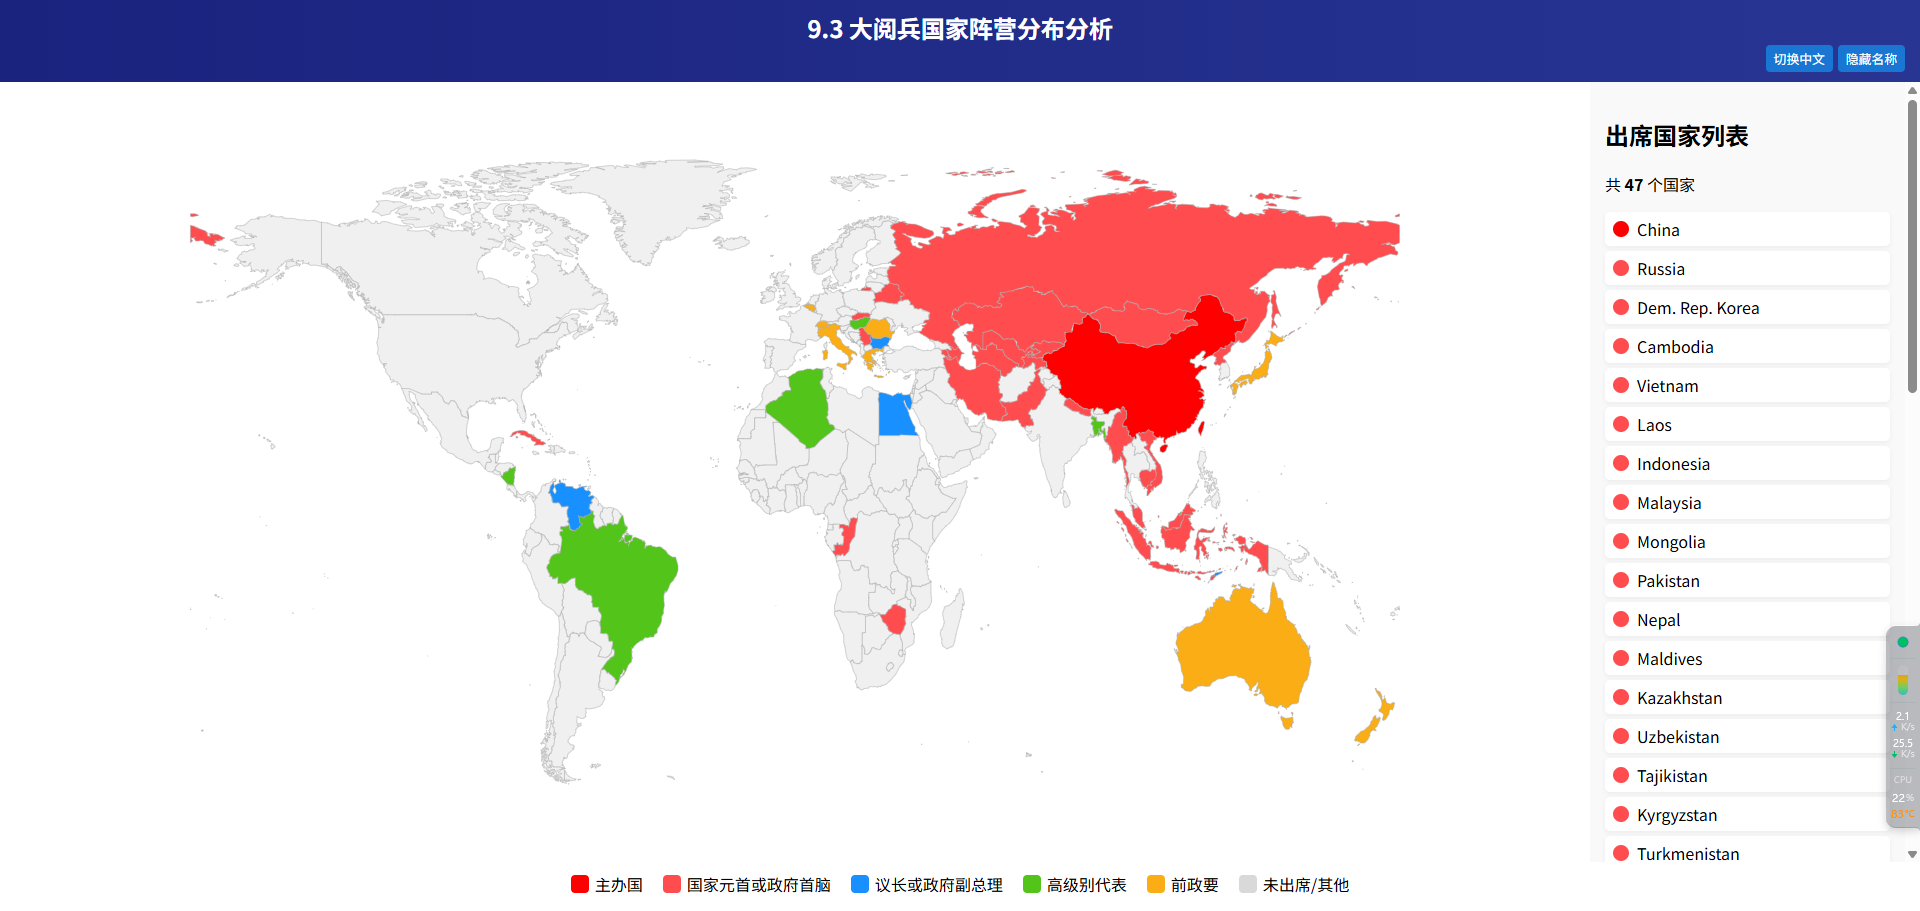 9.3 大阅兵国家阵营分布分析
切换中文 隐藏名称
出席国家列表
共 47 个国家
China
Russia
Dem. Rep. Korea
Cambodia
Vietnam
Laos
Indonesia
Malaysia
Mongolia
Pakistan
Nepal
Maldives
Kazakhstan
Uzbekistan
Tajikistan
Kyrgyzstan
Turkmenistan
2.1
K/s
25.5
K/s
CPU
22%
63℃
主办国 国家元首或政府首脑 议长或政府副总理 高级别代表 前政要 未出席/其他